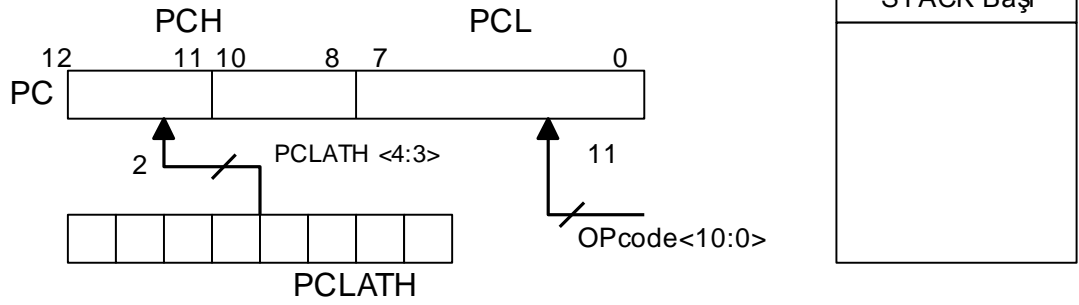 STACK Başı
PCH PCL
12 11 10 8 7 0
PC
2 PCLATH <4:3> 11
OPcode<10:0>
PCLATH